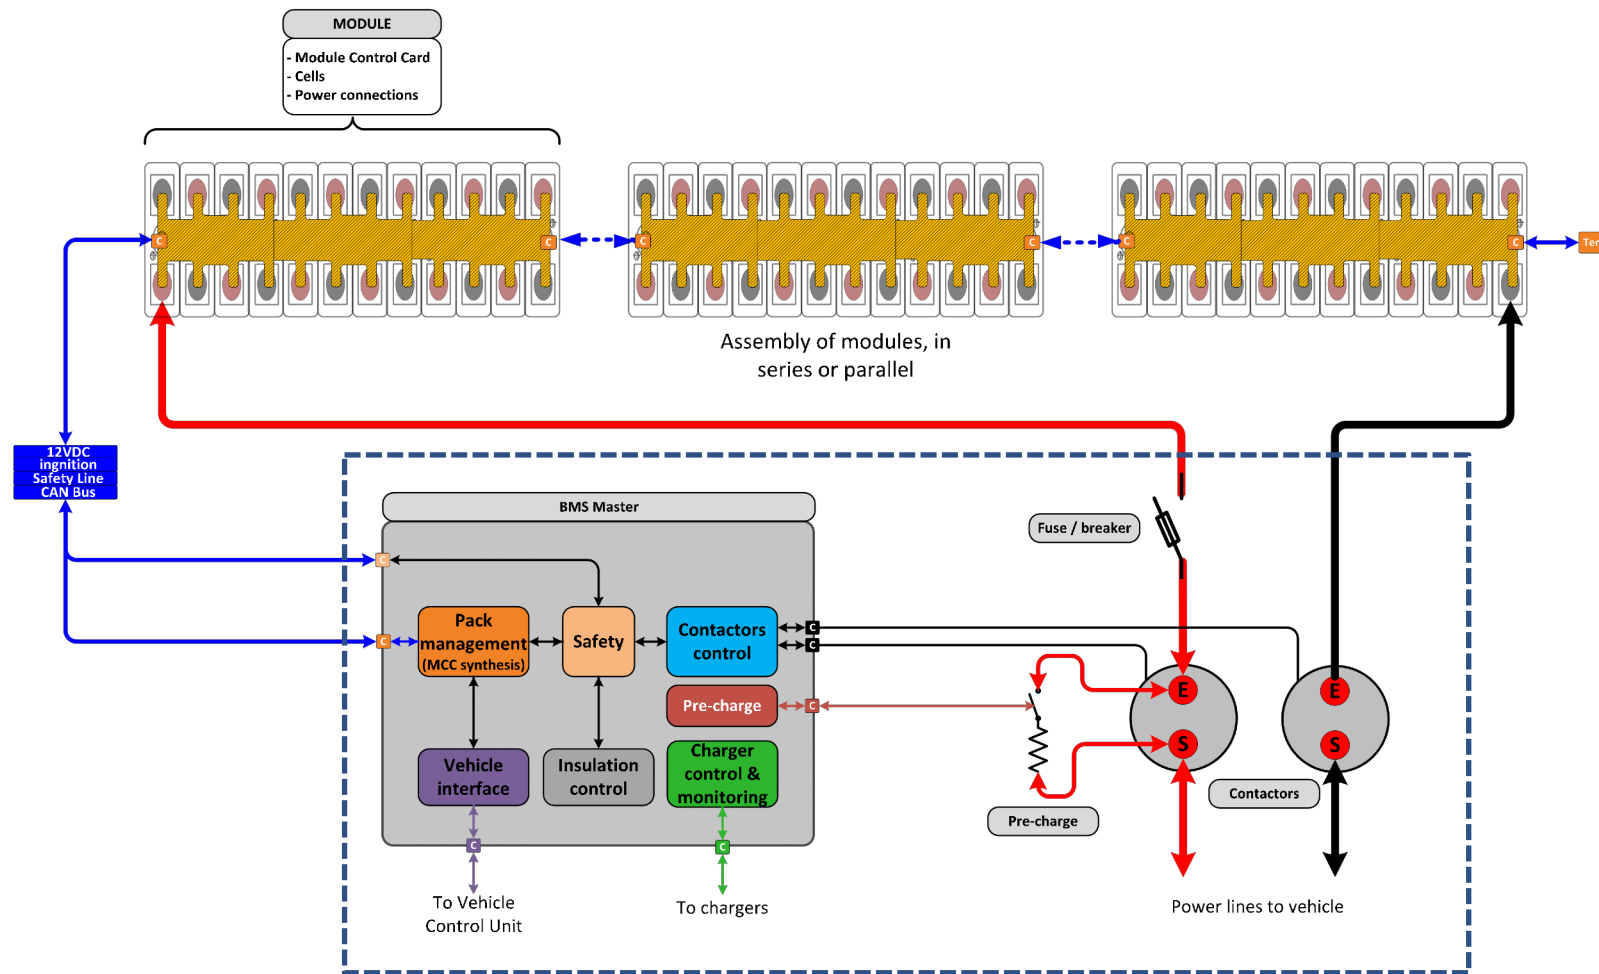 MODULE
- Module Control Card
- Cells
- Power connections
C
C
C
C
C
C
Ter
Assembly of modules, in
series or parallel
12VDC
ingnition
Safety Line
CAN Bus
BMS Master
Fuse / breaker
C
C
Pack
management
(MCC synthesis)
Safety
Contactors
control
C
C
Pre-charge
C
E
E
S
S
Vehicle
interface
Insulation
control
Charger
control &
monitoring
Contactors
Pre-charge
C
C
To Vehicle
Control Unit
To chargers
Power lines to vehicle